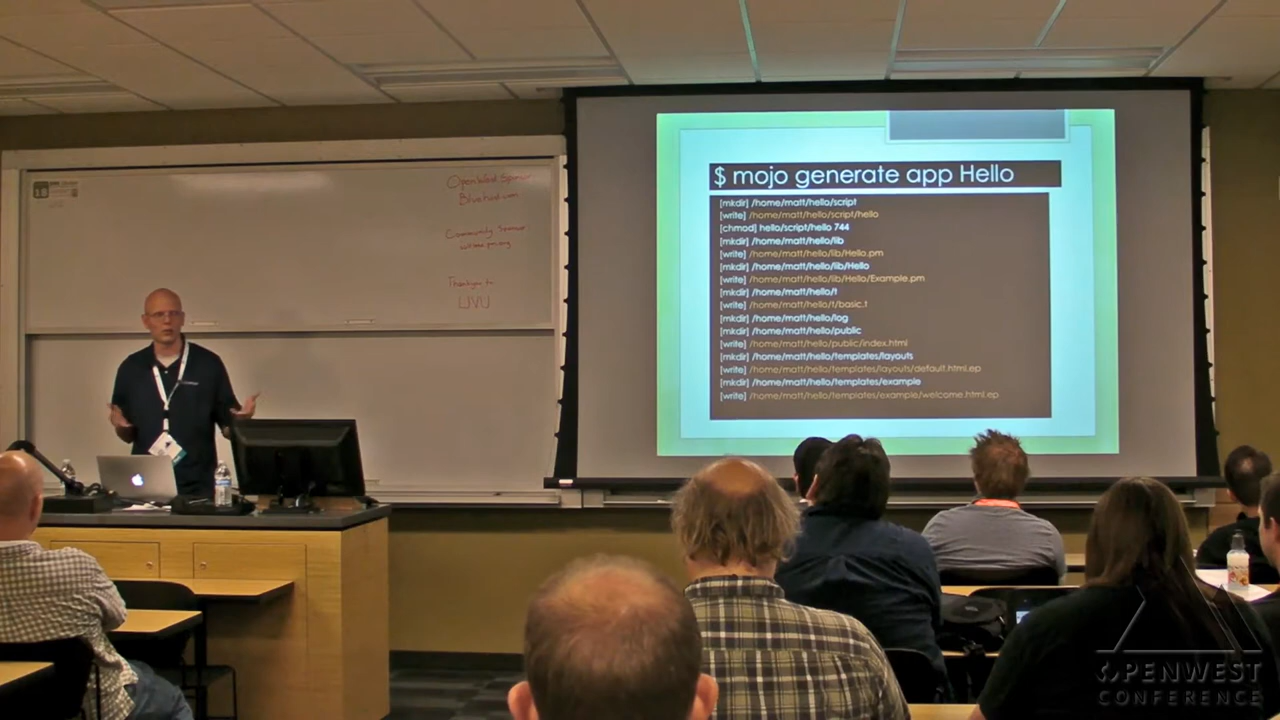 OpenWest Sponsor
Bluehost.com
Community Sponsor
Thank you to
UVU
$ mojo generate app Hello
[mkdir] /home/matt/hello/script
[write] /home/matt/hello/script/hello
[chmod] hello/script/hello 744
[mkdir] /home/matt/hello/lib
[write] /home/matt/hello/lib/Hello.pm
[mkdir] /home/matt/hello/lib/Hello
[write] /home/matt/hello/lib/Hello/Example.pm
[mkdir] /home/matt/hello/t
[write] /home/matt/hello/t/basic.t
[mkdir] /home/matt/hello/log
[mkdir] /home/matt/hello/public
[write] /home/matt/hello/public/index.html
[mkdir] /home/matt/hello/templates/layouts
[write] /home/matt/hello/templates/layouts/default.html.ep
[mkdir] /home/matt/hello/templates/example
[write] /home/matt/hello/templates/example/welcome.html.ep
OPENWEST
CONFERENCE